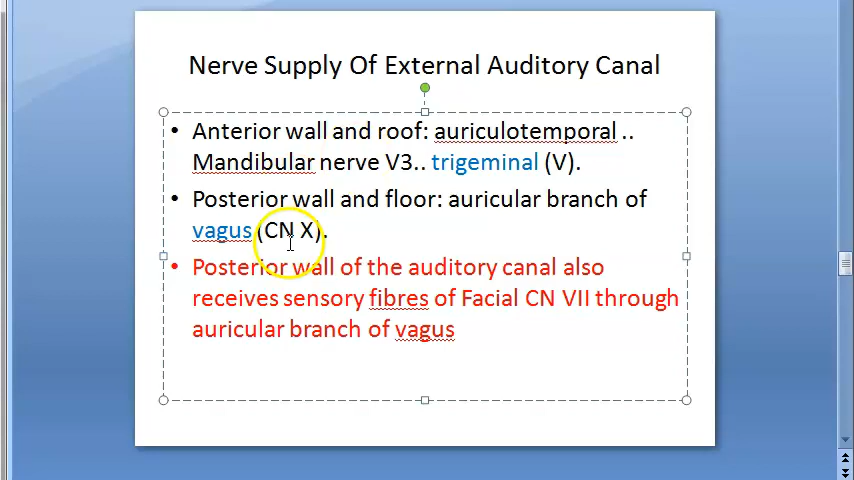 Nerve Supply Of External Auditory Canal
• Anterior wall and roof: auriculotemporal ..
Mandibular nerve V3.. trigeminal (V).
• Posterior wall and floor: auricular branch of
vagus (CN X).
• Posterior wall of the auditory canal also
receives sensory fibres of Facial CN VII through
auricular branch of vagus